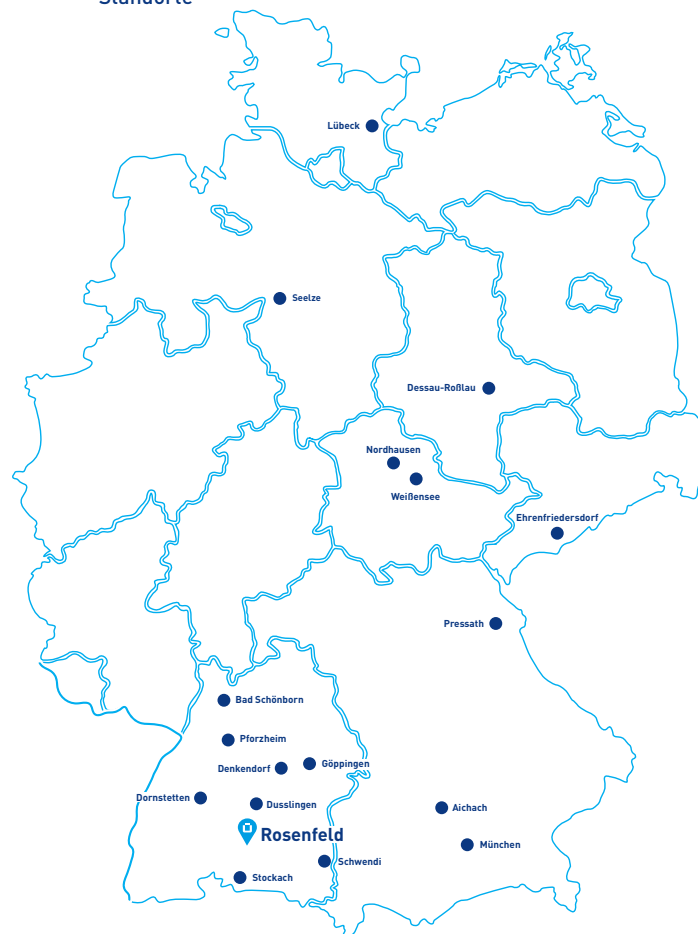 Standorte
Lübeck
Seelze
Dessau-Roßlau
Nordhausen
Weißensee
Ehrenfriedersdorf
Pressath
Bad Schönborn
Pforzheim
Göppingen
Denkendorf
Dornstetten
Dusslingen
Aichach
Rosenfeld
München
Schwendi
Stockach